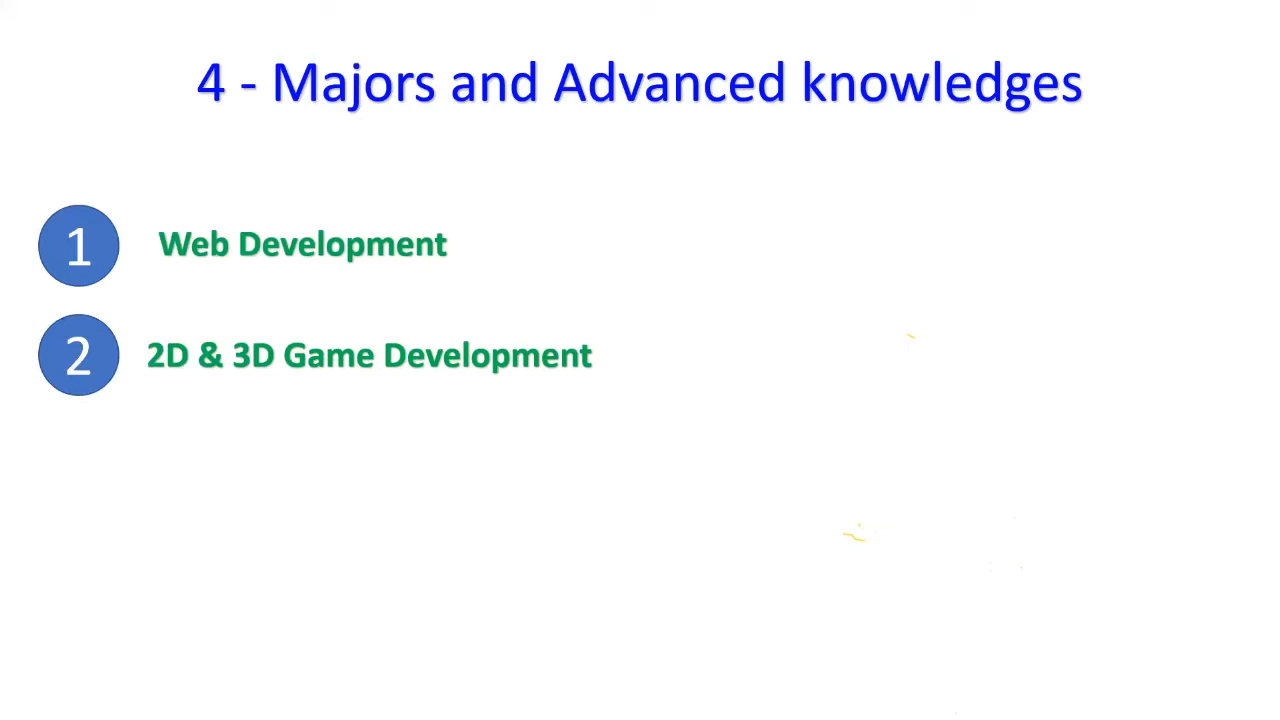 4 - Majors and Advanced knowledges
1 Web Development
2 2D & 3D Game Development